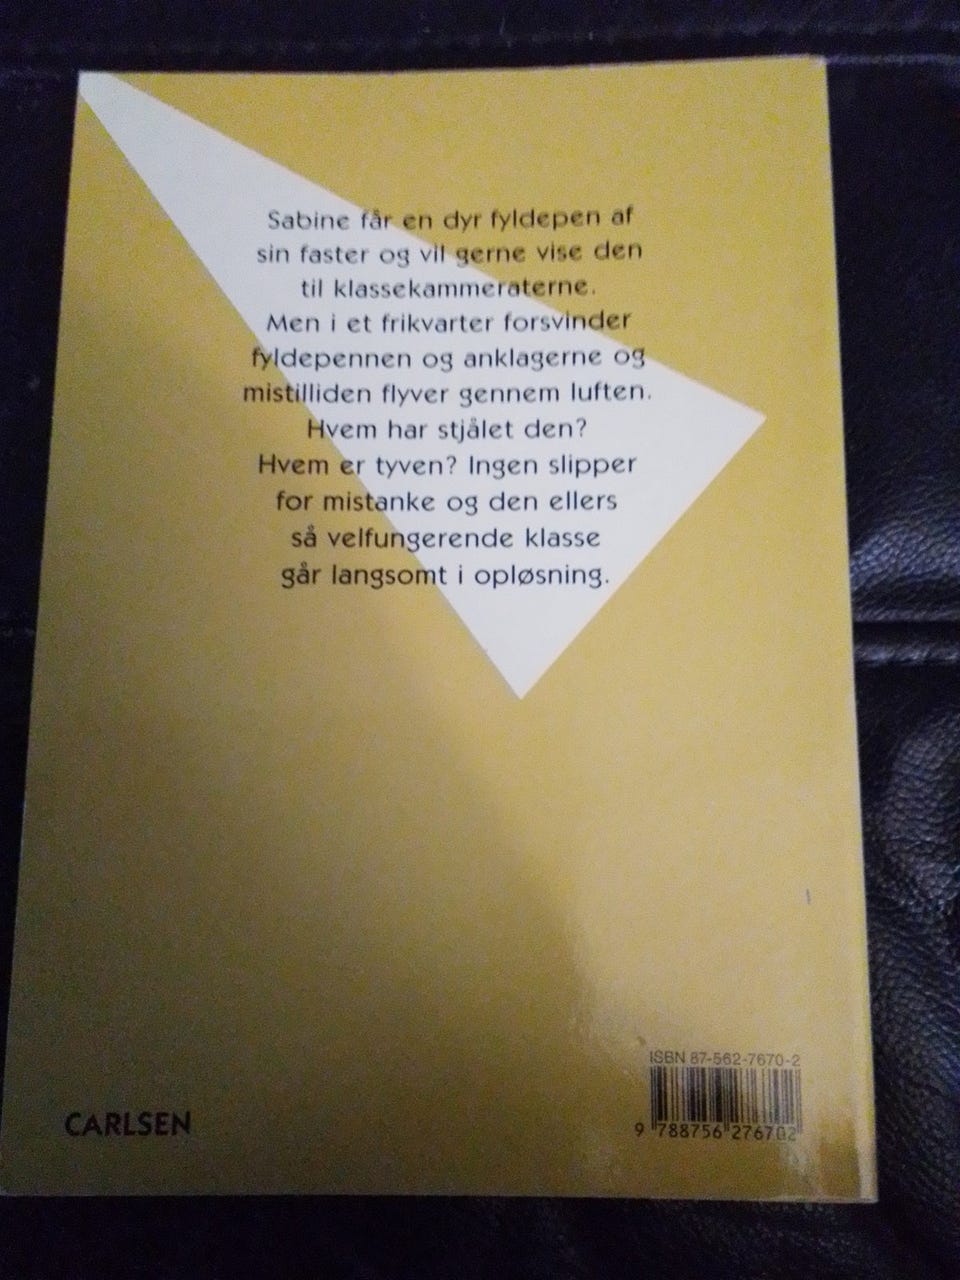 Sabine får en dyr fyldepen af
sin faster og vil gerne vise den
til klassekammeraterne.
Men i et frikvarter forsvinder
fyldepennen og anklagerne og
mistilliden flyver gennem luften.
Hvem har stjålet den?
Hvem er tyven? Ingen slipper
for mistanke og den ellers
så velfungerende klasse
går langsomt i opløsning.
ISBN 87-562-7670-2
CARLSEN
9 788756 276702